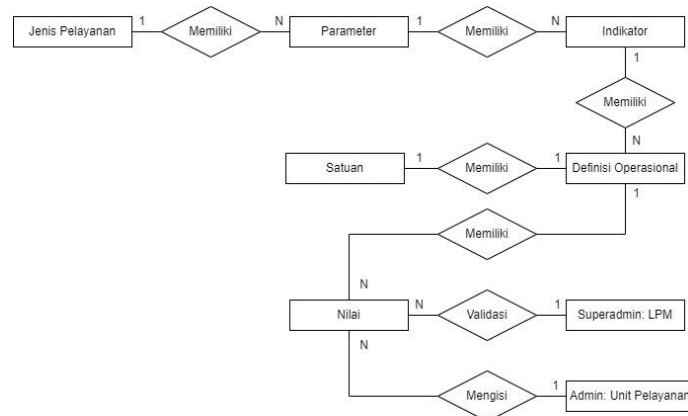 Jenis Pelayanan 1 Memiliki N Parameter 1 Memiliki N Indikator
1
Memiliki
N
Satuan 1 Memiliki 1 Definisi Operasional
1
Memiliki
N
Nilai N Validasi 1 Superadmin: LPM
N
Mengisi 1 Admin: Unit Pelayanan